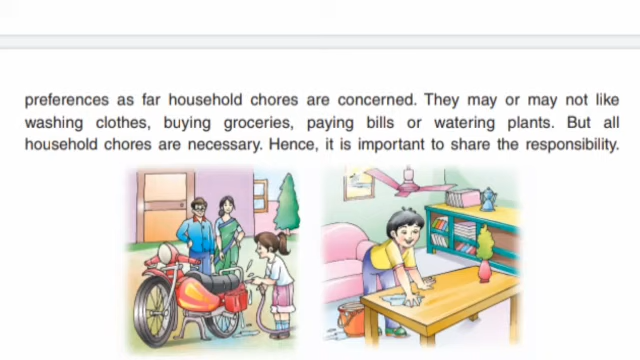 preferences as far household chores are concerned. They may or may not like
washing clothes, buying groceries, paying bills or watering plants. But all
household chores are necessary. Hence, it is important to share the responsibility.